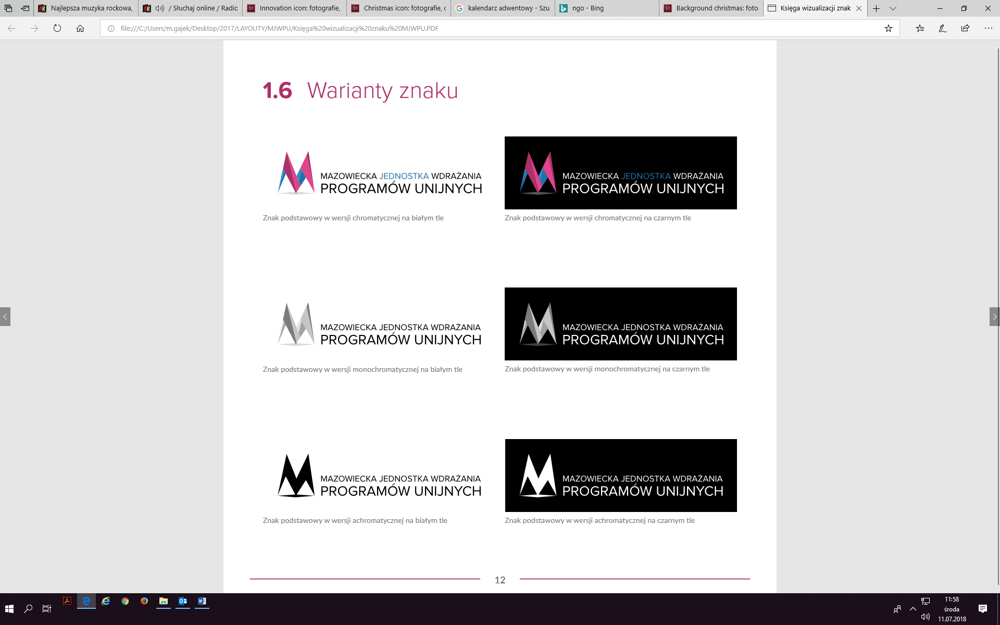 Najlepsza muzyka rockowa,
/ Słuchaj online / Radio
Innovation icon: fotografie,
Christmas icon: fotografie, 
kalendarz adwentowy - Szu
ngo - Bing
Background christmas: foto
Księga wizualizacji znak
file:///C:/Users/m.gajek/Desktop/2017/LAYOUTY/MJWPU/Księga%20wizualizacji%20znaku%20MJWPU.PDF
1.6 Warianty znaku
MAZOWIECKA JEDNOSTKA WDRAŻANIA
PROGRAMÓW UNIJNYCH
MAZOWIECKA JEDNOSTKA WDRAŻANIA
PROGRAMÓW UNIJNYCH
Znak podstawowy w wersji chromatycznej na białym tle
Znak podstawowy w wersji chromatycznej na czarnym tle
MAZOWIECKA JEDNOSTKA WDRAŻANIA
PROGRAMÓW UNIJNYCH
MAZOWIECKA JEDNOSTKA WDRAŻANIA
PROGRAMÓW UNIJNYCH
Znak podstawowy w wersji monochromatycznej na białym tle
Znak podstawowy w wersji monochromatycznej na czarnym tle
MAZOWIECKA JEDNOSTKA WDRAŻANIA
PROGRAMÓW UNIJNYCH
MAZOWIECKA JEDNOSTKA WDRAŻANIA
PROGRAMÓW UNIJNYCH
Znak podstawowy w wersji achromatycznej na białym tle
Znak podstawowy w wersji achromatycznej na czarnym tle
12
11:58
środa
11.07.2018